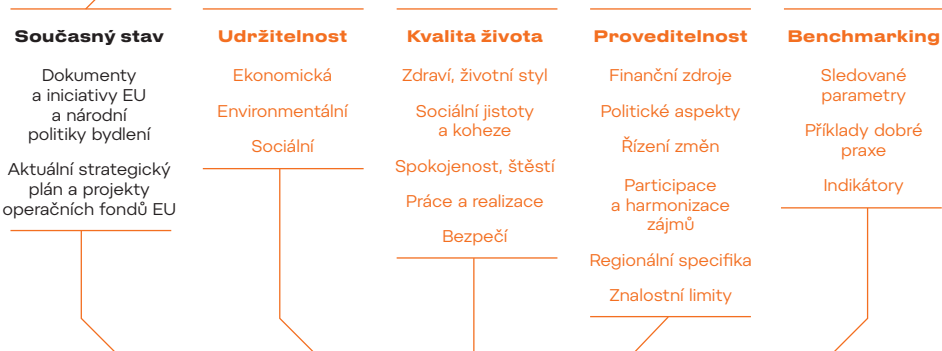 Současný stav
Dokumenty
a iniciativy EU
a národní
politiky bydlení
Aktuální strategický
plán a projekty
operačních fondů EU
Udržitelnost
Ekonomická
Environmentální
Sociální
Kvalita života
Zdraví, životní styl
Sociální jistoty
a koheze
Spokojenost, štěstí
Práce a realizace
Bezpečí
Proveditelnost
Finanční zdroje
Politické aspekty
Řízení změn
Participace
a harmonizace
zájmů
Regionální specifika
Znalostní limity
Benchmarking
Sledované
parametry
Příklady dobré
praxe
Indikátory